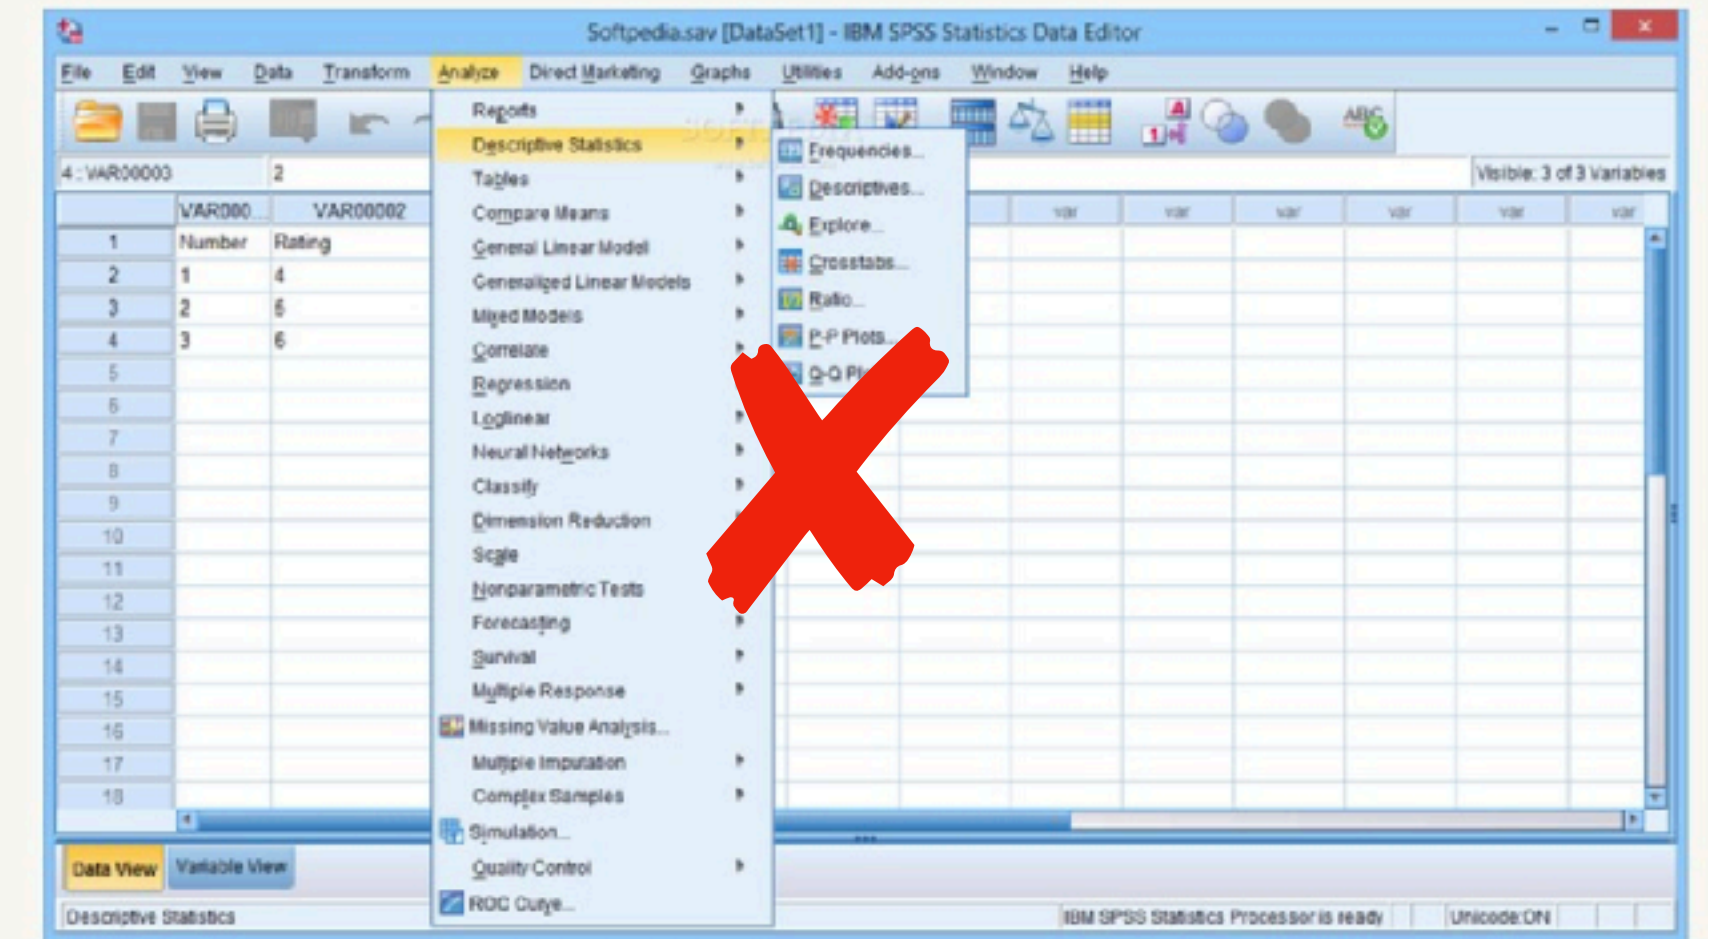 Softpedia.sav [DataSet1] - IBM SPSS Statistics Data Editor
File Edit View Data Transform Analyze Direct Marketing Graphs Utilities Add-ons Window Help
4 : VAR00003 2 Visible: 3 of 3 Variables
VAR000... VAR00002 var var var var var var
1 Number Rating
2 1 4
3 2 5
4 3 6
5
6
7
8
9
10
11
12
13
14
15
16
17
18
Reports
Descriptive Statistics
Tables
Compare Means
General Linear Model
Generalized Linear Models
Mixed Models
Correlate
Regression
Loglinear
Neural Networks
Classify
Dimension Reduction
Scale
Nonparametric Tests
Forecasting
Survival
Multiple Response
Missing Value Analysis...
Multiple Imputation
Complex Samples
Simulation...
Quality Control
ROC Curve...
Frequencies...
Descriptives...
Explore...
Crosstabs...
Ratio...
P-P Plots...
Q-Q
Data View Variable View
Descriptive Statistics IBM SPSS Statistics Processor is ready Unicode:ON